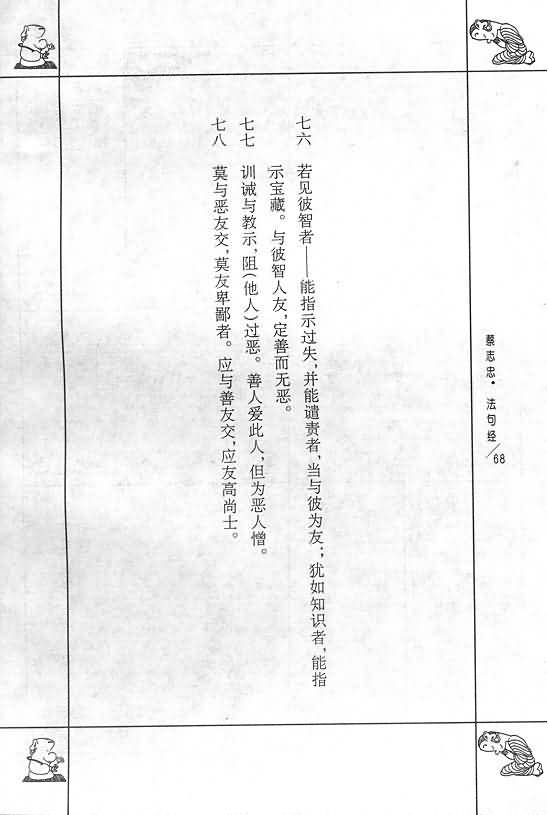 七六 若见彼智者——能指示过失，并能谴责者，当与彼为友；犹如知识者，能指
示宝藏。与彼智人友，定善而无恶。
七七 训诫与教示，阻（他人）过恶。善人爱此人，但为恶人憎。
七八 莫与恶友交，莫友卑鄙者。应与善友交，应友高尚士。
蔡志忠·法句经/68